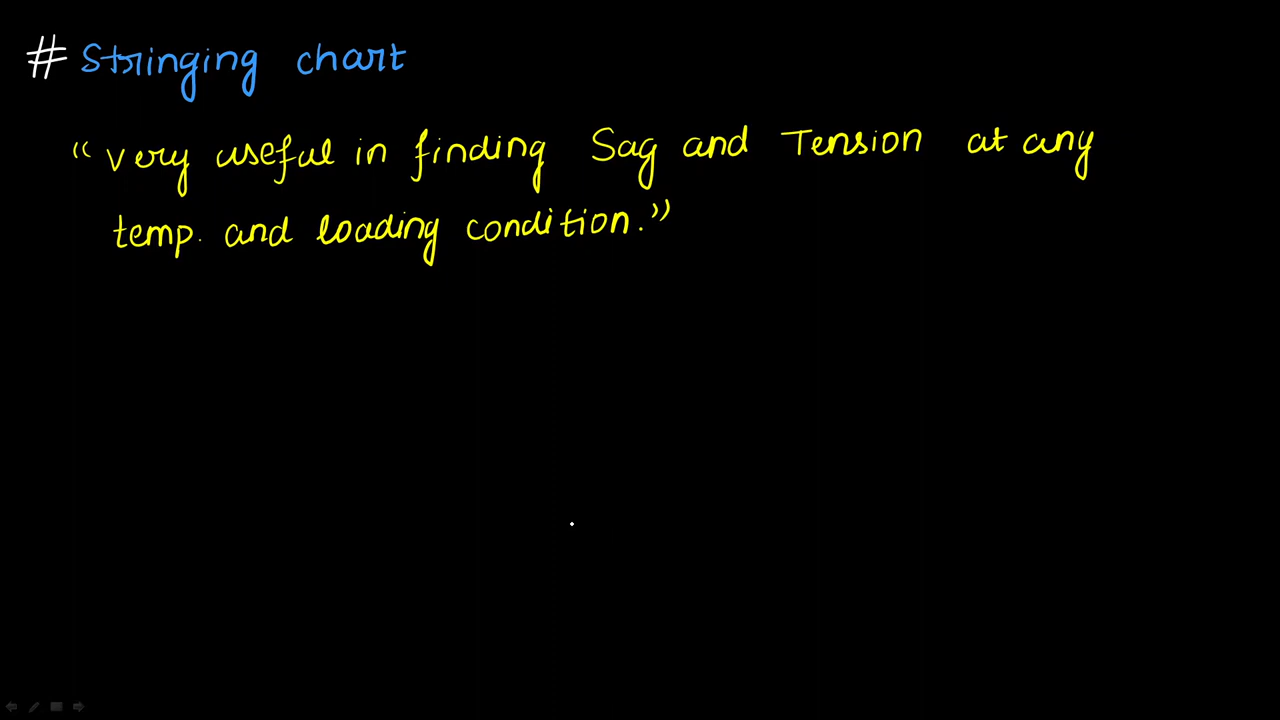 # Stringing chart
“ very useful in finding Sag and Tension at any
temp. and loading condition.”